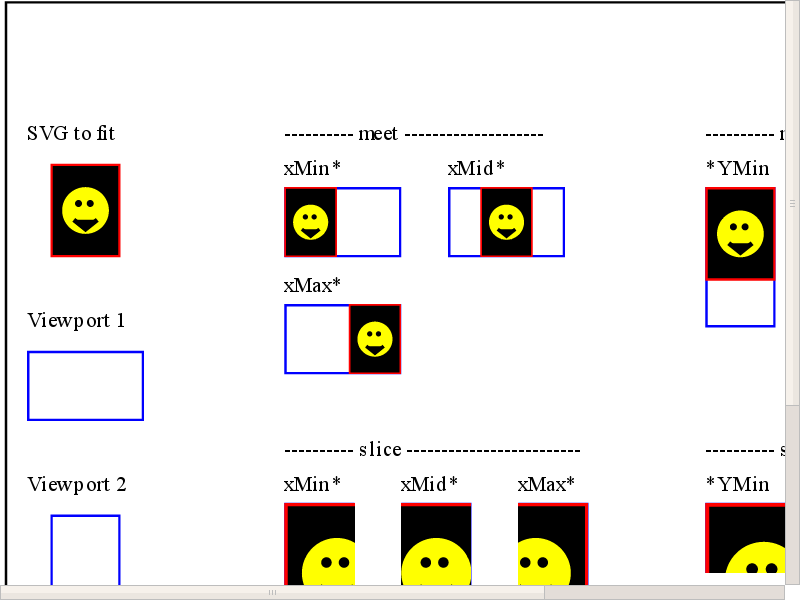 SVG to fit
---------- meet --------------------
----------
xMin*
xMid*
*YMin
xMax*
Viewport 1
---------- slice -------------------------
----------
Viewport 2
xMin*
xMid*
xMax*
*YMin